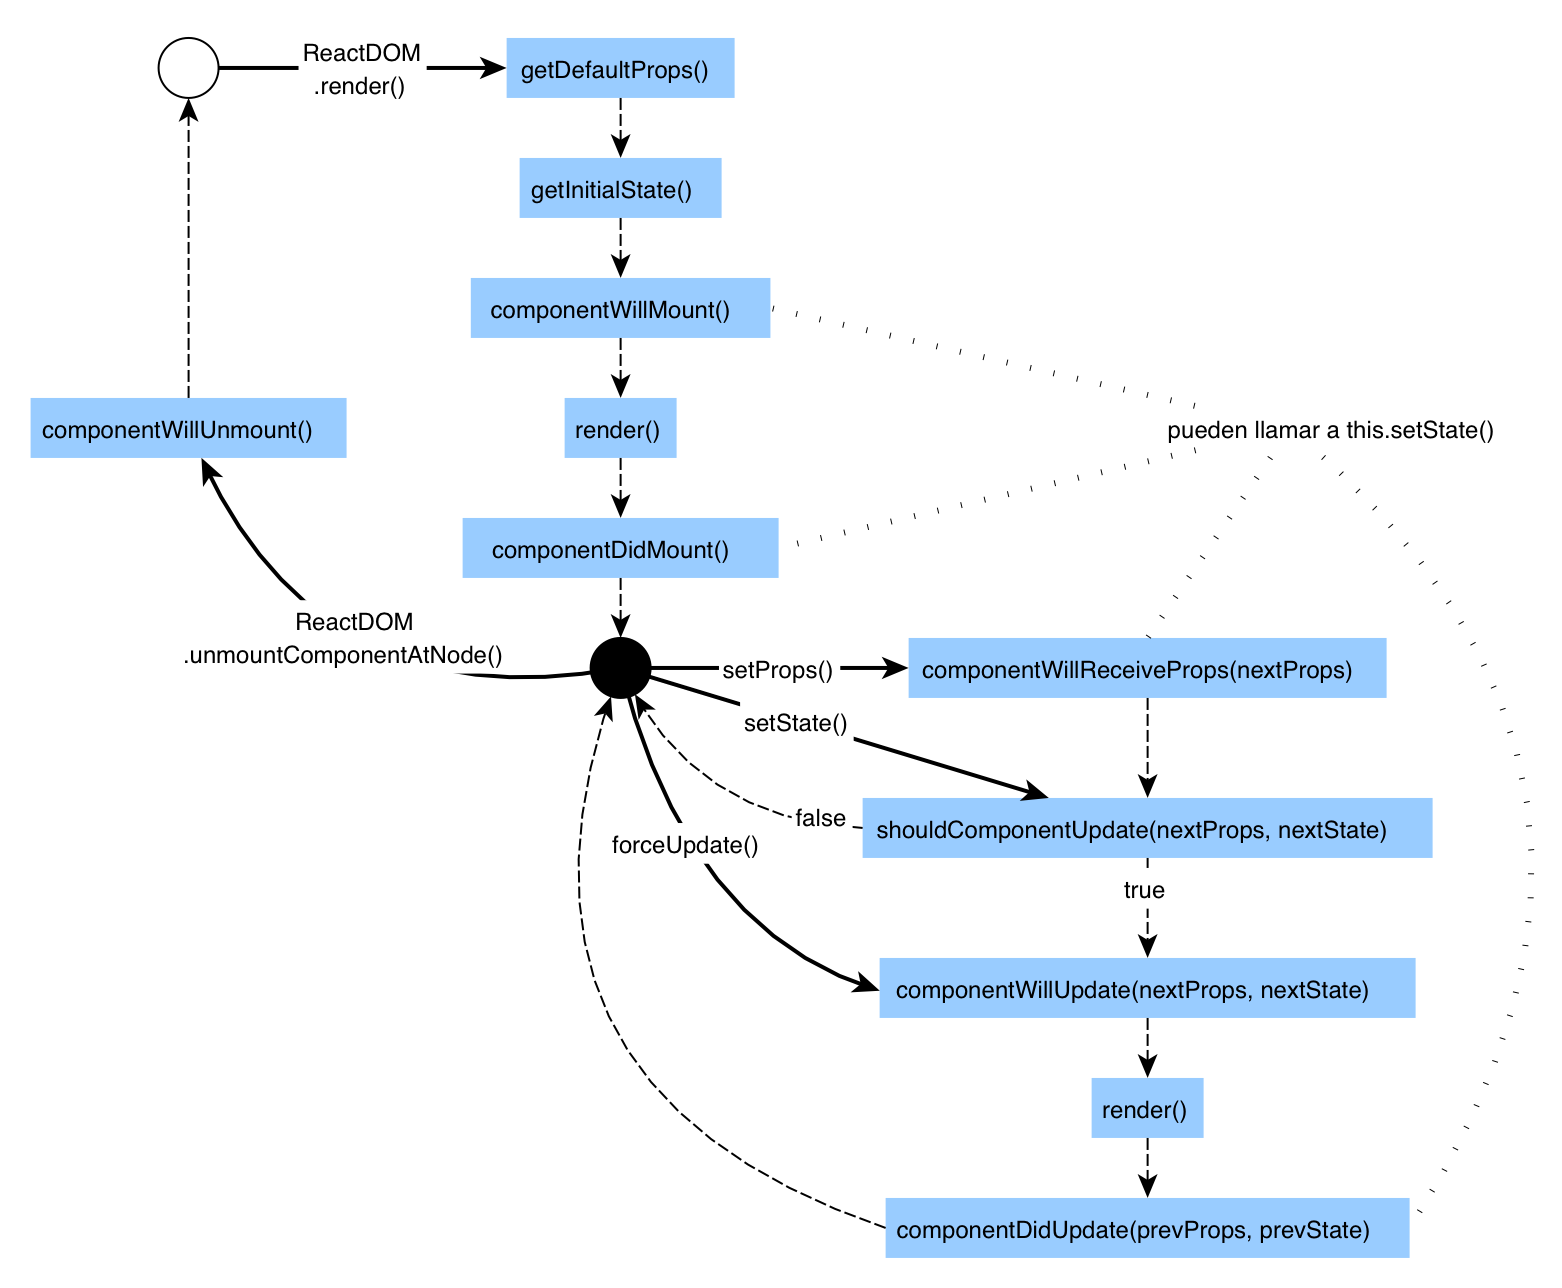 ReactDOM
.render()
getDefaultProps()
getInitialState()
componentWillMount()
componentWillUnmount()
render()
pueden llamar a this.setState()
componentDidMount()
ReactDOM
.unmountComponentAtNode()
setProps()
componentWillReceiveProps(nextProps)
setState()
false
shouldComponentUpdate(nextProps, nextState)
forceUpdate()
true
componentWillUpdate(nextProps, nextState)
render()
componentDidUpdate(prevProps, prevState)